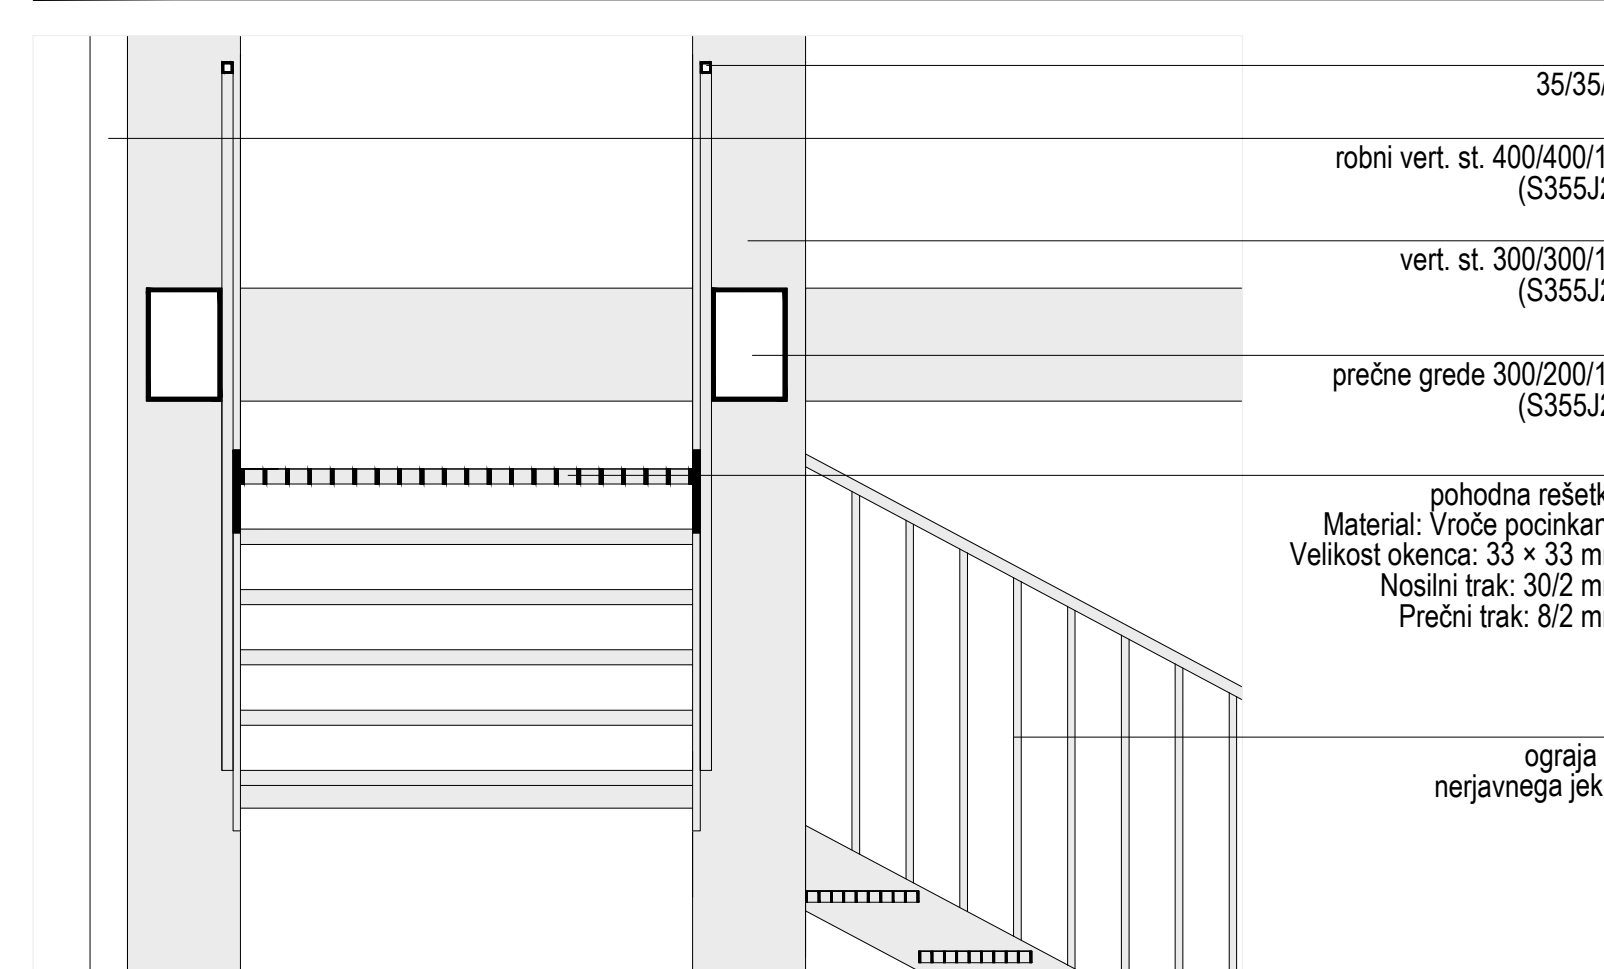 35/35/
robni vert. st. 400/400/1
(S355J2
vert. st. 300/300/1
(S355J2
prečne grede 300/200/1
(S355J2
pohodna rešetk
Material: Vroče pocinkan
Velikost okenca: 33 × 33 m
Nosilni trak: 30/2 m
Prečni trak: 8/2 m
ograja
nerjavnega jek